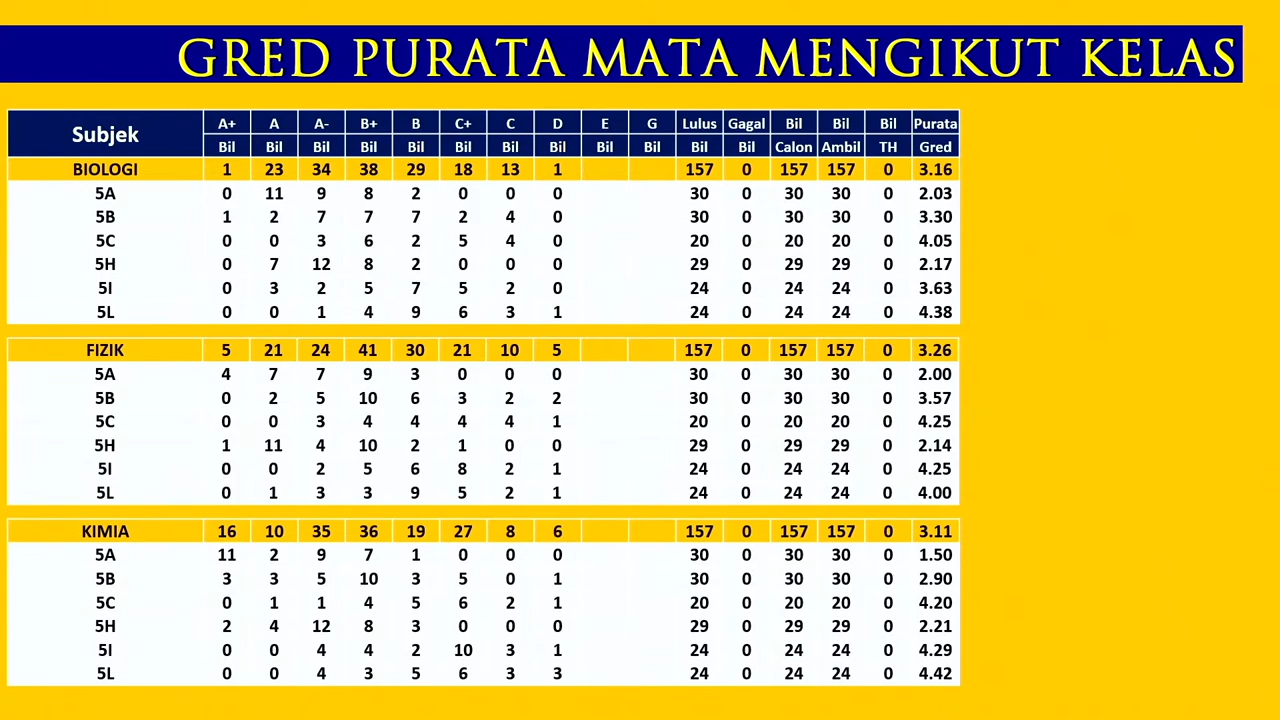 GRED PURATA MATA MENGIKUT KELAS
Subjek A+ A A- B+ B C+ C D E G Lulus Gagal Bil Bil Bil Purata
Bil Bil Bil Bil Bil Bil Bil Bil Bil Bil Bil Bil Calon Ambil TH Gred
BIOLOGI 1 23 34 38 29 18 13 1 157 0 157 157 0 3.16
5A 0 11 9 8 2 0 0 0 30 0 30 30 0 2.03
5B 1 2 7 7 7 2 4 0 30 0 30 30 0 3.30
5C 0 0 3 6 2 5 4 0 20 0 20 20 0 4.05
5H 0 7 12 8 2 0 0 0 29 0 29 29 0 2.17
5I 0 3 2 5 7 5 2 0 24 0 24 24 0 3.63
5L 0 0 1 4 9 6 3 1 24 0 24 24 0 4.38
FIZIK 5 21 24 41 30 21 10 5 157 0 157 157 0 3.26
5A 4 7 7 9 3 0 0 0 30 0 30 30 0 2.00
5B 0 2 5 10 6 3 2 2 30 0 30 30 0 3.57
5C 0 0 3 4 4 4 4 1 20 0 20 20 0 4.25
5H 1 11 4 10 2 1 0 0 29 0 29 29 0 2.14
5I 0 0 2 5 6 8 2 1 24 0 24 24 0 4.25
5L 0 1 3 3 9 5 2 1 24 0 24 24 0 4.00
KIMIA 16 10 35 36 19 27 8 6 157 0 157 157 0 3.11
5A 11 2 9 7 1 0 0 0 30 0 30 30 0 1.50
5B 3 3 5 10 3 5 0 1 30 0 30 30 0 2.90
5C 0 1 1 4 5 6 2 1 20 0 20 20 0 4.20
5H 2 4 12 8 3 0 0 0 29 0 29 29 0 2.21
5I 0 0 4 4 2 10 3 1 24 0 24 24 0 4.29
5L 0 0 4 3 5 6 3 3 24 0 24 24 0 4.42